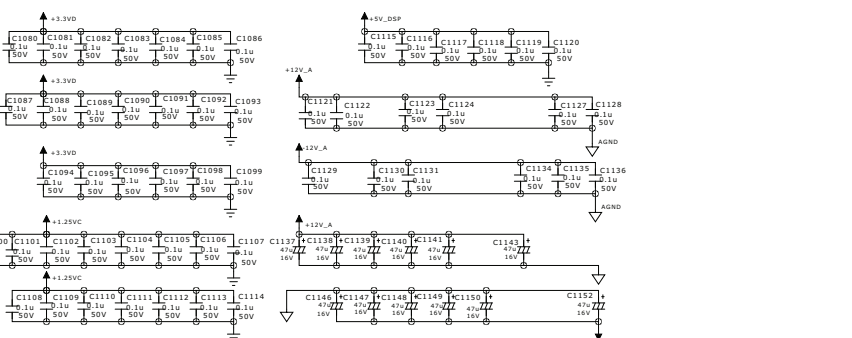 +3.3VD
C1080 C1081 C1082 C1083 C1084 C1085 C1086
0.1u 0.1u 0.1u 0.1u 0.1u 0.1u 0.1u
50V 50V 50V 50V 50V 50V 50V
+5V_DSP
C1115 C1116 C1117 C1118 C1119 C1120
0.1u 0.1u 0.1u 0.1u 0.1u 0.1u
50V 50V 50V 50V 50V 50V
+3.3VD
C1087 C1088 C1089 C1090 C1091 C1092 C1093
0.1u 0.1u 0.1u 0.1u 0.1u 0.1u 0.1u
50V 50V 50V 50V 50V 50V 50V
+12V_A
C1121 C1122 C1123 C1124 C1127 C1128
0.1u 0.1u 0.1u 0.1u 0.1u 0.1u
50V 50V 50V 50V 50V 50V
AGND
+3.3VD
C1094 C1095 C1096 C1097 C1098 C1099
0.1u 0.1u 0.1u 0.1u 0.1u 0.1u
50V 50V 50V 50V 50V 50V
-12V_A
C1129 C1130 C1131 C1134 C1135 C1136
0.1u 0.1u 0.1u 0.1u 0.1u 0.1u
50V 50V 50V 50V 50V 50V
AGND
+1.25VC
C1101 C1102 C1103 C1104 C1105 C1106 C1107
0.1u 0.1u 0.1u 0.1u 0.1u 0.1u 0.1u
50V 50V 50V 50V 50V 50V 50V
+12V_A
C1137 C1138 C1139 C1140 C1141 C1143
47u 47u 47u 47u 47u 47u
16V 16V 16V 16V 16V 16V
+1.25VC
C1108 C1109 C1110 C1111 C1112 C1113 C1114
0.1u 0.1u 0.1u 0.1u 0.1u 0.1u 0.1u
50V 50V 50V 50V 50V 50V 50V
C1146 C1147 C1148 C1149 C1150 C1152
47u 47u 47u 47u 47u 47u
16V 16V 16V 16V 16V 16V